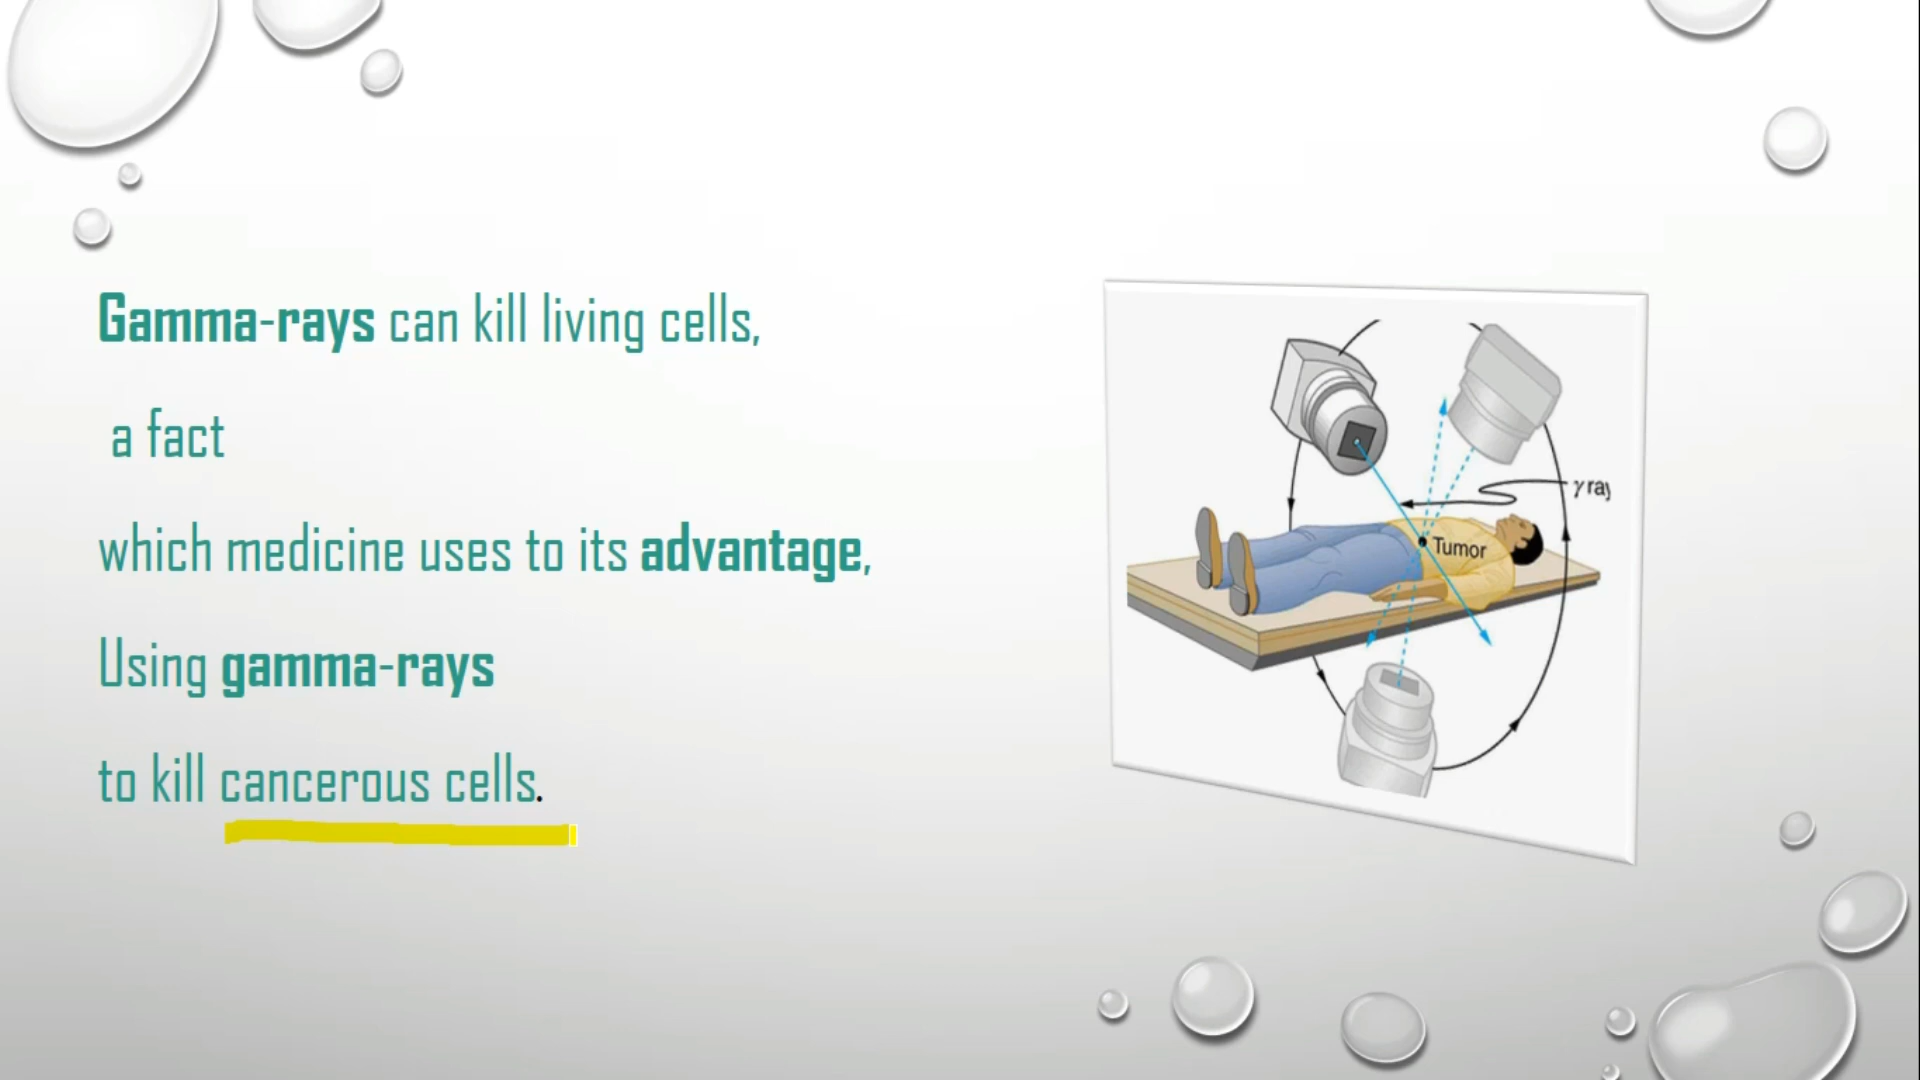 Gamma-rays can kill living cells,
a fact
which medicine uses to its advantage,
Using gamma-rays
to kill cancerous cells.
γ ray
Tumor